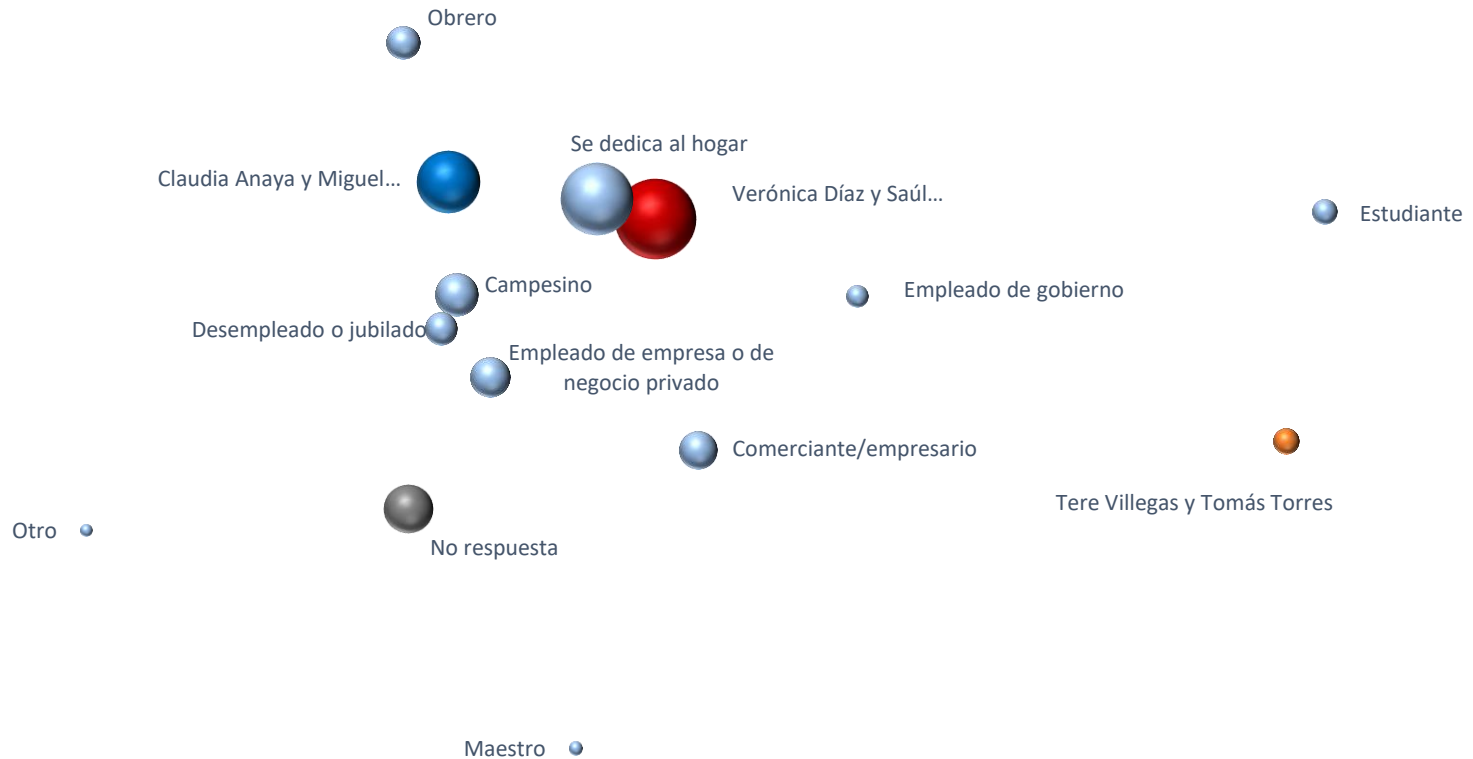 Obrero
Se dedica al hogar
Claudia Anaya y Miguel…
Verónica Díaz y Saúl…
Estudiante
Campesino
Empleado de gobierno
Desempleado o jubilado
Empleado de empresa o de
negocio privado
Comerciante/empresario
Tere Villegas y Tomás Torres
Otro
No respuesta
Maestro